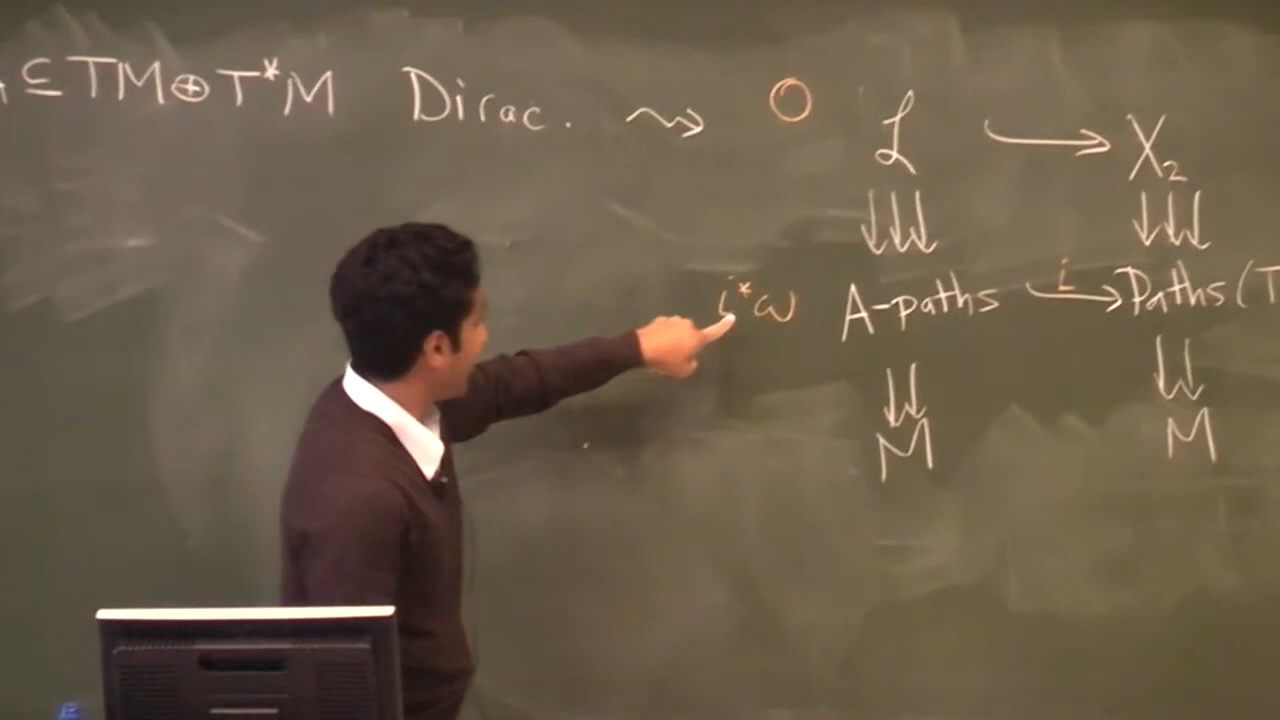 ⊆ TM ⊕ T*M Dirac. ⇝ O L → X₂
↓↓↓ ↓↓↓
i*ω A-paths i ↪ Paths(T
↓↓ ↓↓
M M